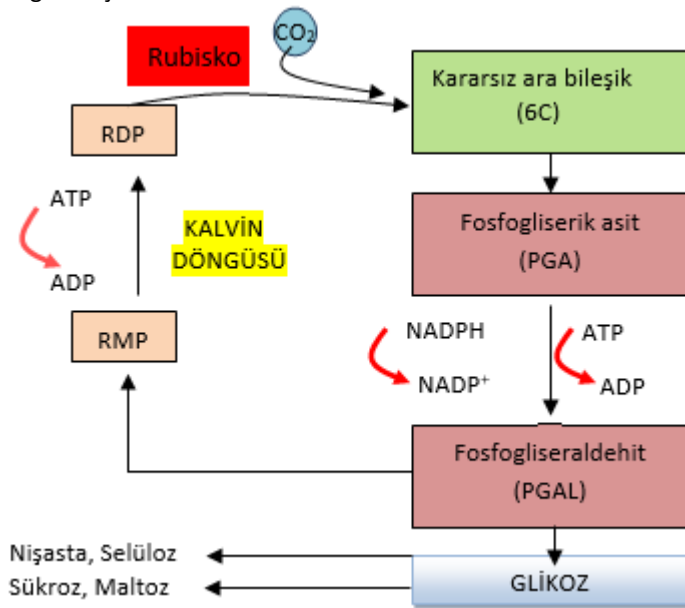 CO₂
Rubisko
Kararsız ara bileşik
(6C)
RDP
ATP
ADP
KALVİN
DÖNGÜSÜ
Fosfogliserik asit
(PGA)
RMP
NADPH
NADP⁺
ATP
ADP
Fosfogliseraldehit
(PGAL)
Nişasta, Selüloz
Sükroz, Maltoz
GLİKOZ